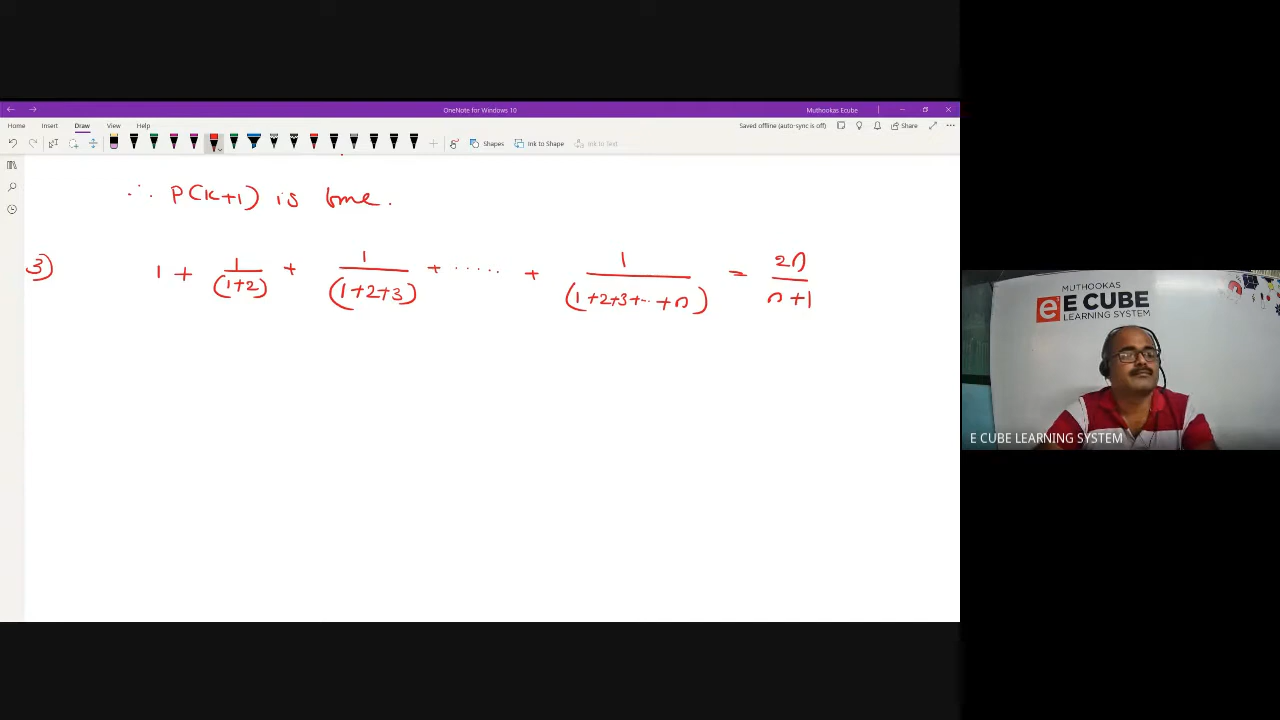 OneNote for Windows 10
Muthookas Ecube
Home Insert Draw View Help
Saved offline (auto-sync is off) Share
Shapes Ink to Shape Ink to Text
∴ P(k+1) is true.
3) 1 + 1/(1+2) + 1/(1+2+3) + ..... + 1/(1+2+3+...+n) = 2n/(n+1)
MUTHOOKAS
e E CUBE
LEARNING SYSTEM
E CUBE LEARNING SYSTEM